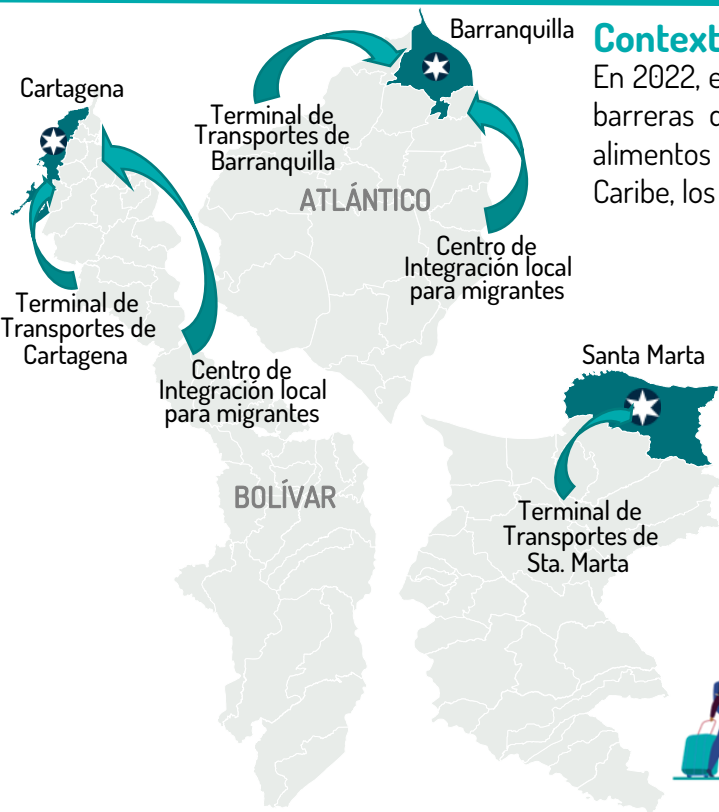 Barranquilla
Cartagena
Terminal de
Transportes de
Barranquilla
ATLÁNTICO
Centro de
Integración local
para migrantes
Terminal de
Transportes de
Cartagena
Centro de
Integración local
para migrantes
BOLÍVAR
Santa Marta
Terminal de
Transportes de
Sta. Marta
Context
En 2022, e
barreras
alimentos
Caribe, los